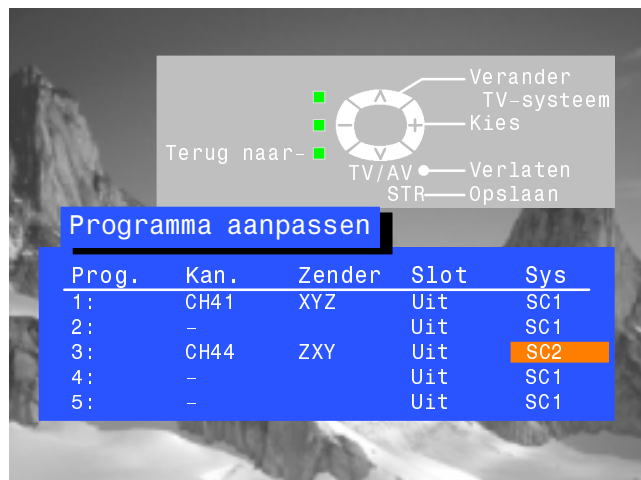 Verander
TV-systeem
Kies
Terug naar-
TV/AV Verlaten
STR Opslaan
Programma aanpassen
Prog. Kan. Zender Slot Sys
1: CH41 XYZ Uit SC1
2: - Uit SC1
3: CH44 ZXY Uit SC2
4: - Uit SC1
5: - Uit SC1